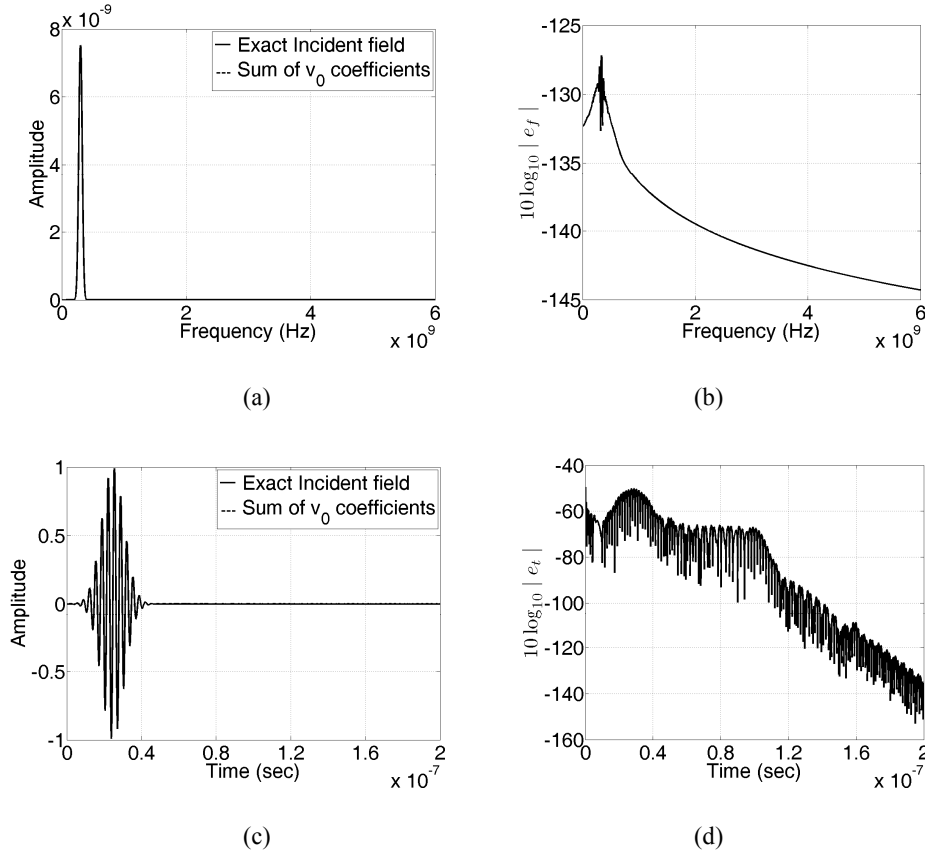 8 x 10^-9
Exact Incident field
Sum of v_0 coefficients
6
4
2
0
Amplitude
0 2 4 6
Frequency (Hz)
x 10^9
(a)
-125
-130
-135
-140
-145
10 log_10 | e_f |
0 2 4 6
Frequency (Hz)
x 10^9
(b)
1
Exact Incident field
Sum of v_0 coefficients
0.5
0
-0.5
-1
Amplitude
0 0.4 0.8 1.2 1.6 2
Time (sec)
x 10^-7
(c)
-40
-60
-80
-100
-120
-140
-160
10 log_10 | e_t |
0 0.4 0.8 1.2 1.6 2
Time (sec)
x 10^-7
(d)